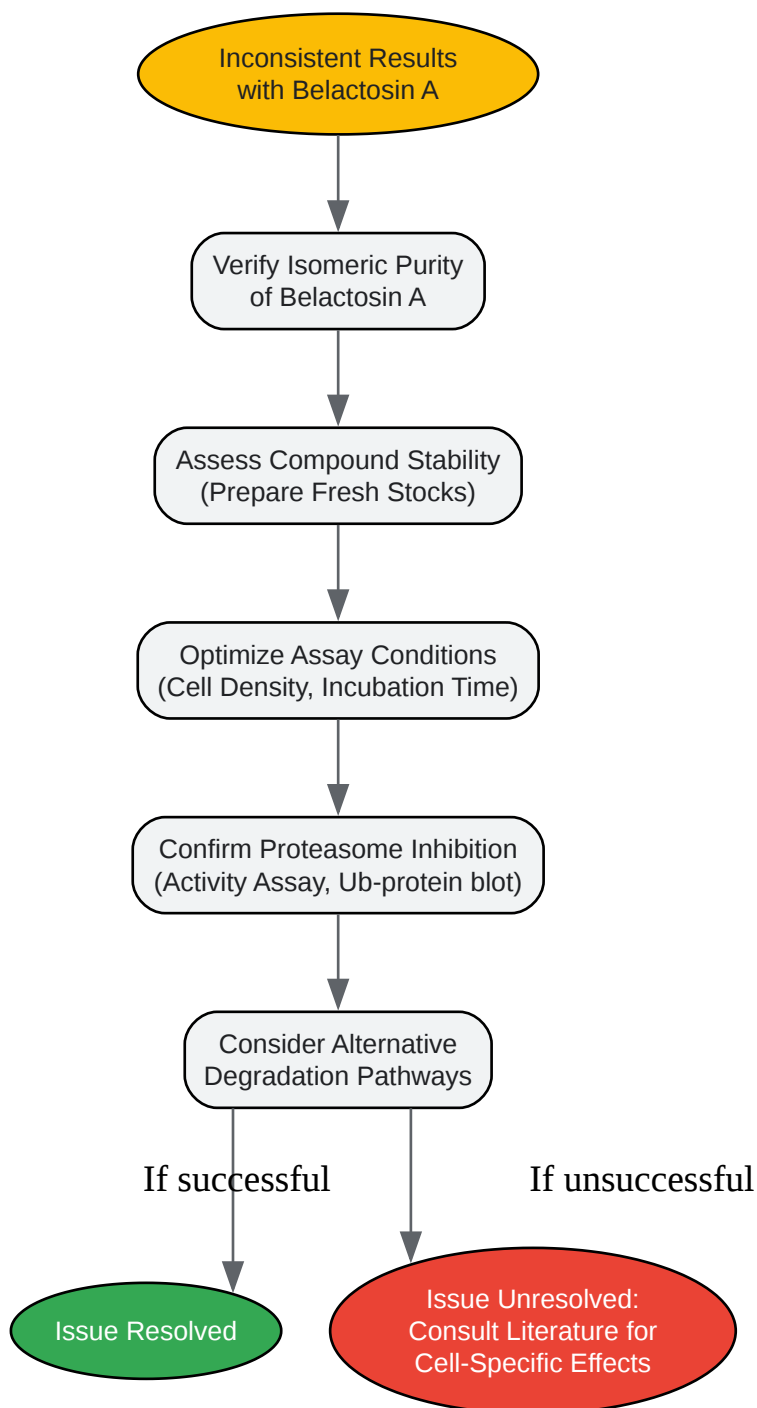 Inconsistent Results
with Belactosin A
Verify Isomeric Purity
of Belactosin A
Assess Compound Stability
(Prepare Fresh Stocks)
Optimize Assay Conditions
(Cell Density, Incubation Time)
Confirm Proteasome Inhibition
(Activity Assay, Ub-protein blot)
Consider Alternative
Degradation Pathways
If successful
If unsuccessful
Issue Resolved
Issue Unresolved:
Consult Literature for
Cell-Specific Effects